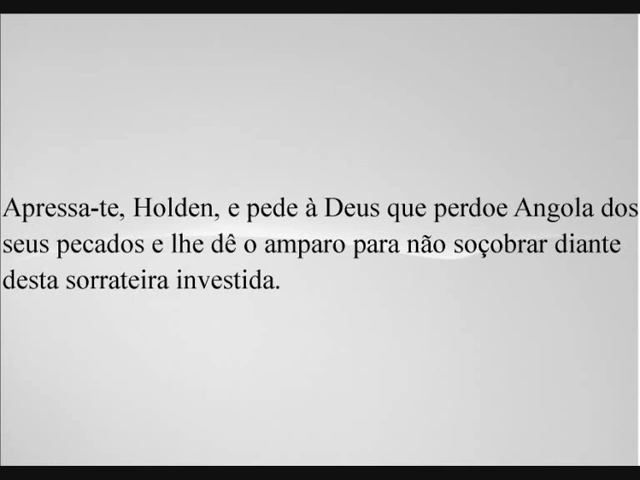 Apressa-te, Holden, e pede à Deus que perdoe Angola dos
seus pecados e lhe dê o amparo para não soçobrar diante
desta sorrateira investida.